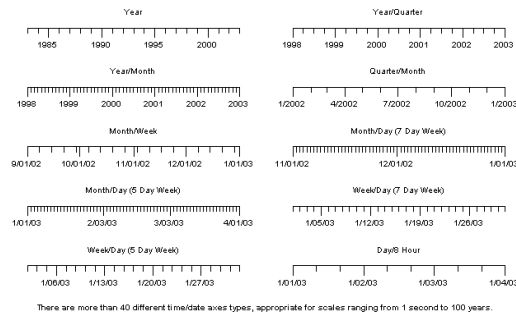 Year
1985 1990 1995 2000
Year/Quarter
1998 1999 2000 2001 2002 2003
Year/Month
1998 1999 2000 2001 2002 2003
Quarter/Month
1/2002 4/2002 7/2002 10/2002 1/2003
Month/Week
9/01/02 10/01/02 11/01/02 12/01/02 1/01/03
Month/Day (7 Day Week)
11/01/02 12/01/02 1/01/03
Month/Day (5 Day Week)
1/01/03 2/03/03 3/03/03 4/01/03
Week/Day (7 Day Week)
1/05/03 1/12/03 1/19/03 1/26/03
Week/Day (5 Day Week)
1/06/03 1/13/03 1/20/03 1/27/03
Day/8 Hour
1/01/03 1/02/03 1/03/03 1/04/03
There are more than 40 different time/date axes types, appropriate for scales ranging from 1 second to 100 years.